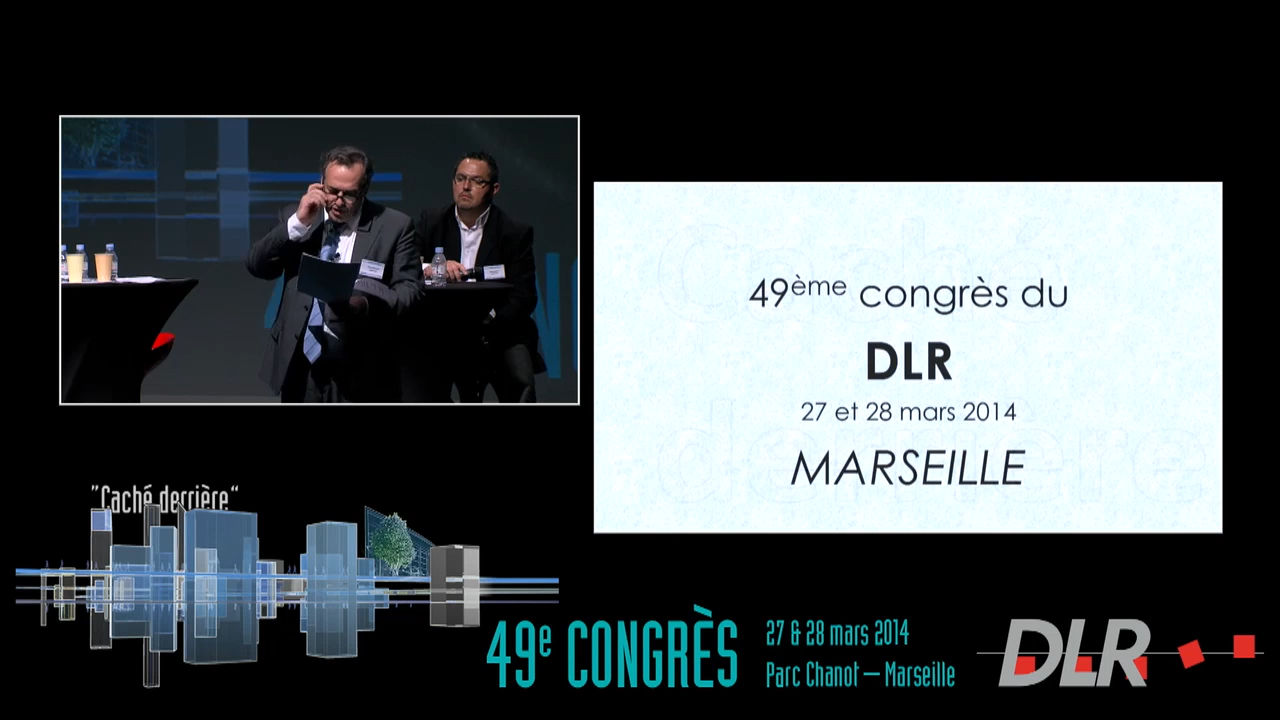 49ème congrès du
DLR
27 et 28 mars 2014
MARSEILLE
"Caché derrière"
49e CONGRÈS
27 & 28 mars 2014
Parc Chanot — Marseille
DLR